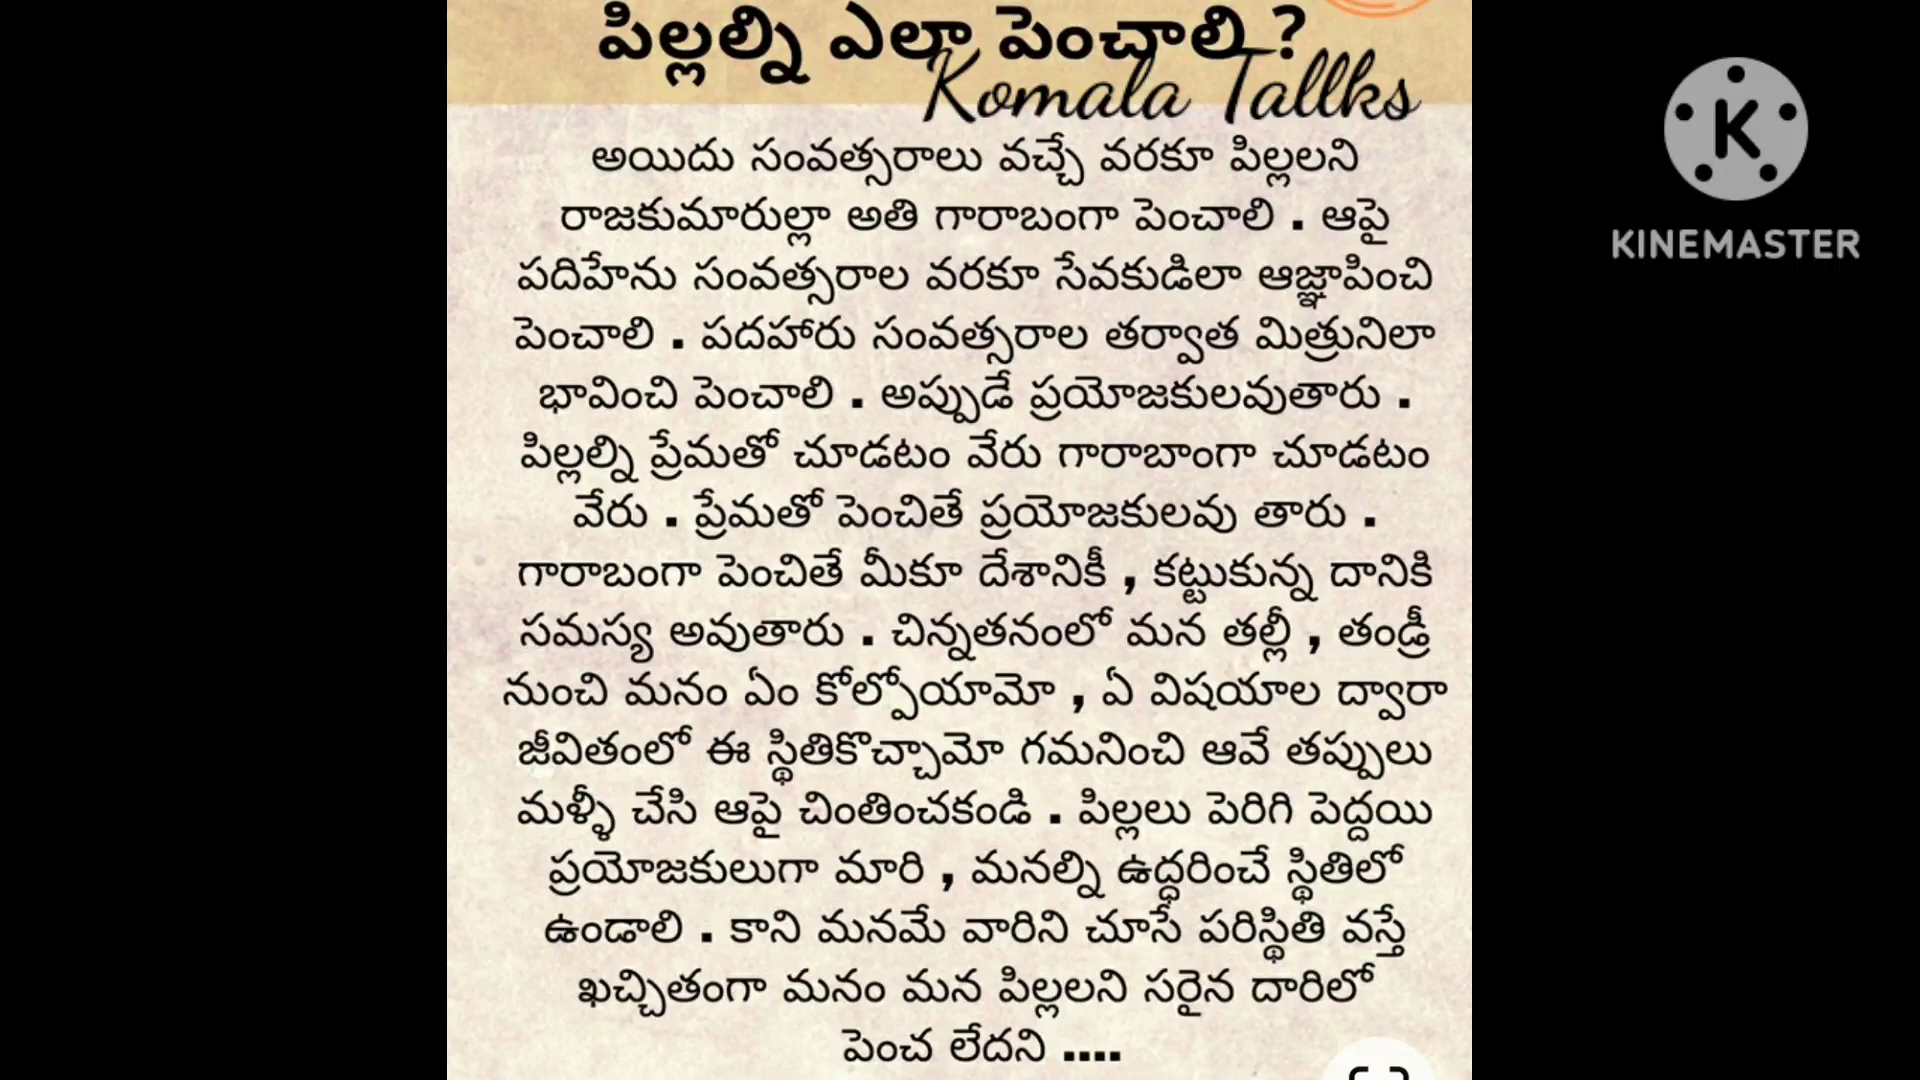 పిల్లల్ని ఎలా పెంచాలి ?
Komala Tallks
అయిదు సంవత్సరాలు వచ్చే వరకూ పిల్లలని
రాజకుమారుల్లా అతి గారాబంగా పెంచాలి . ఆపై
పదిహేను సంవత్సరాల వరకూ సేవకుడిలా ఆజ్ఞాపించి
పెంచాలి . పదహారు సంవత్సరాల తర్వాత మిత్రునిలా
భావించి పెంచాలి . అప్పుడే ప్రయోజకులవుతారు .
పిల్లల్ని ప్రేమతో చూడటం వేరు గారాబాంగా చూడటం
వేరు . ప్రేమతో పెంచితే ప్రయోజకులవు తారు .
గారాబంగా పెంచితే మీకూ దేశానికీ , కట్టుకున్న దానికి
సమస్య అవుతారు . చిన్నతనంలో మన తల్లీ , తండ్రీ
నుంచి మనం ఏం కోల్పోయామో , ఏ విషయాల ద్వారా
జీవితంలో ఈ స్థితికొచ్చామో గమనించి ఆవే తప్పులు
మళ్ళీ చేసి ఆపై చింతించకండి . పిల్లలు పెరిగి పెద్దయి
ప్రయోజకులుగా మారి , మనల్ని ఉద్ధరించే స్థితిలో
ఉండాలి . కాని మనమే వారిని చూసే పరిస్థితి వస్తే
ఖచ్చితంగా మనం మన పిల్లలని సరైన దారిలో
పెంచ లేదని ....
K
KINEMASTER